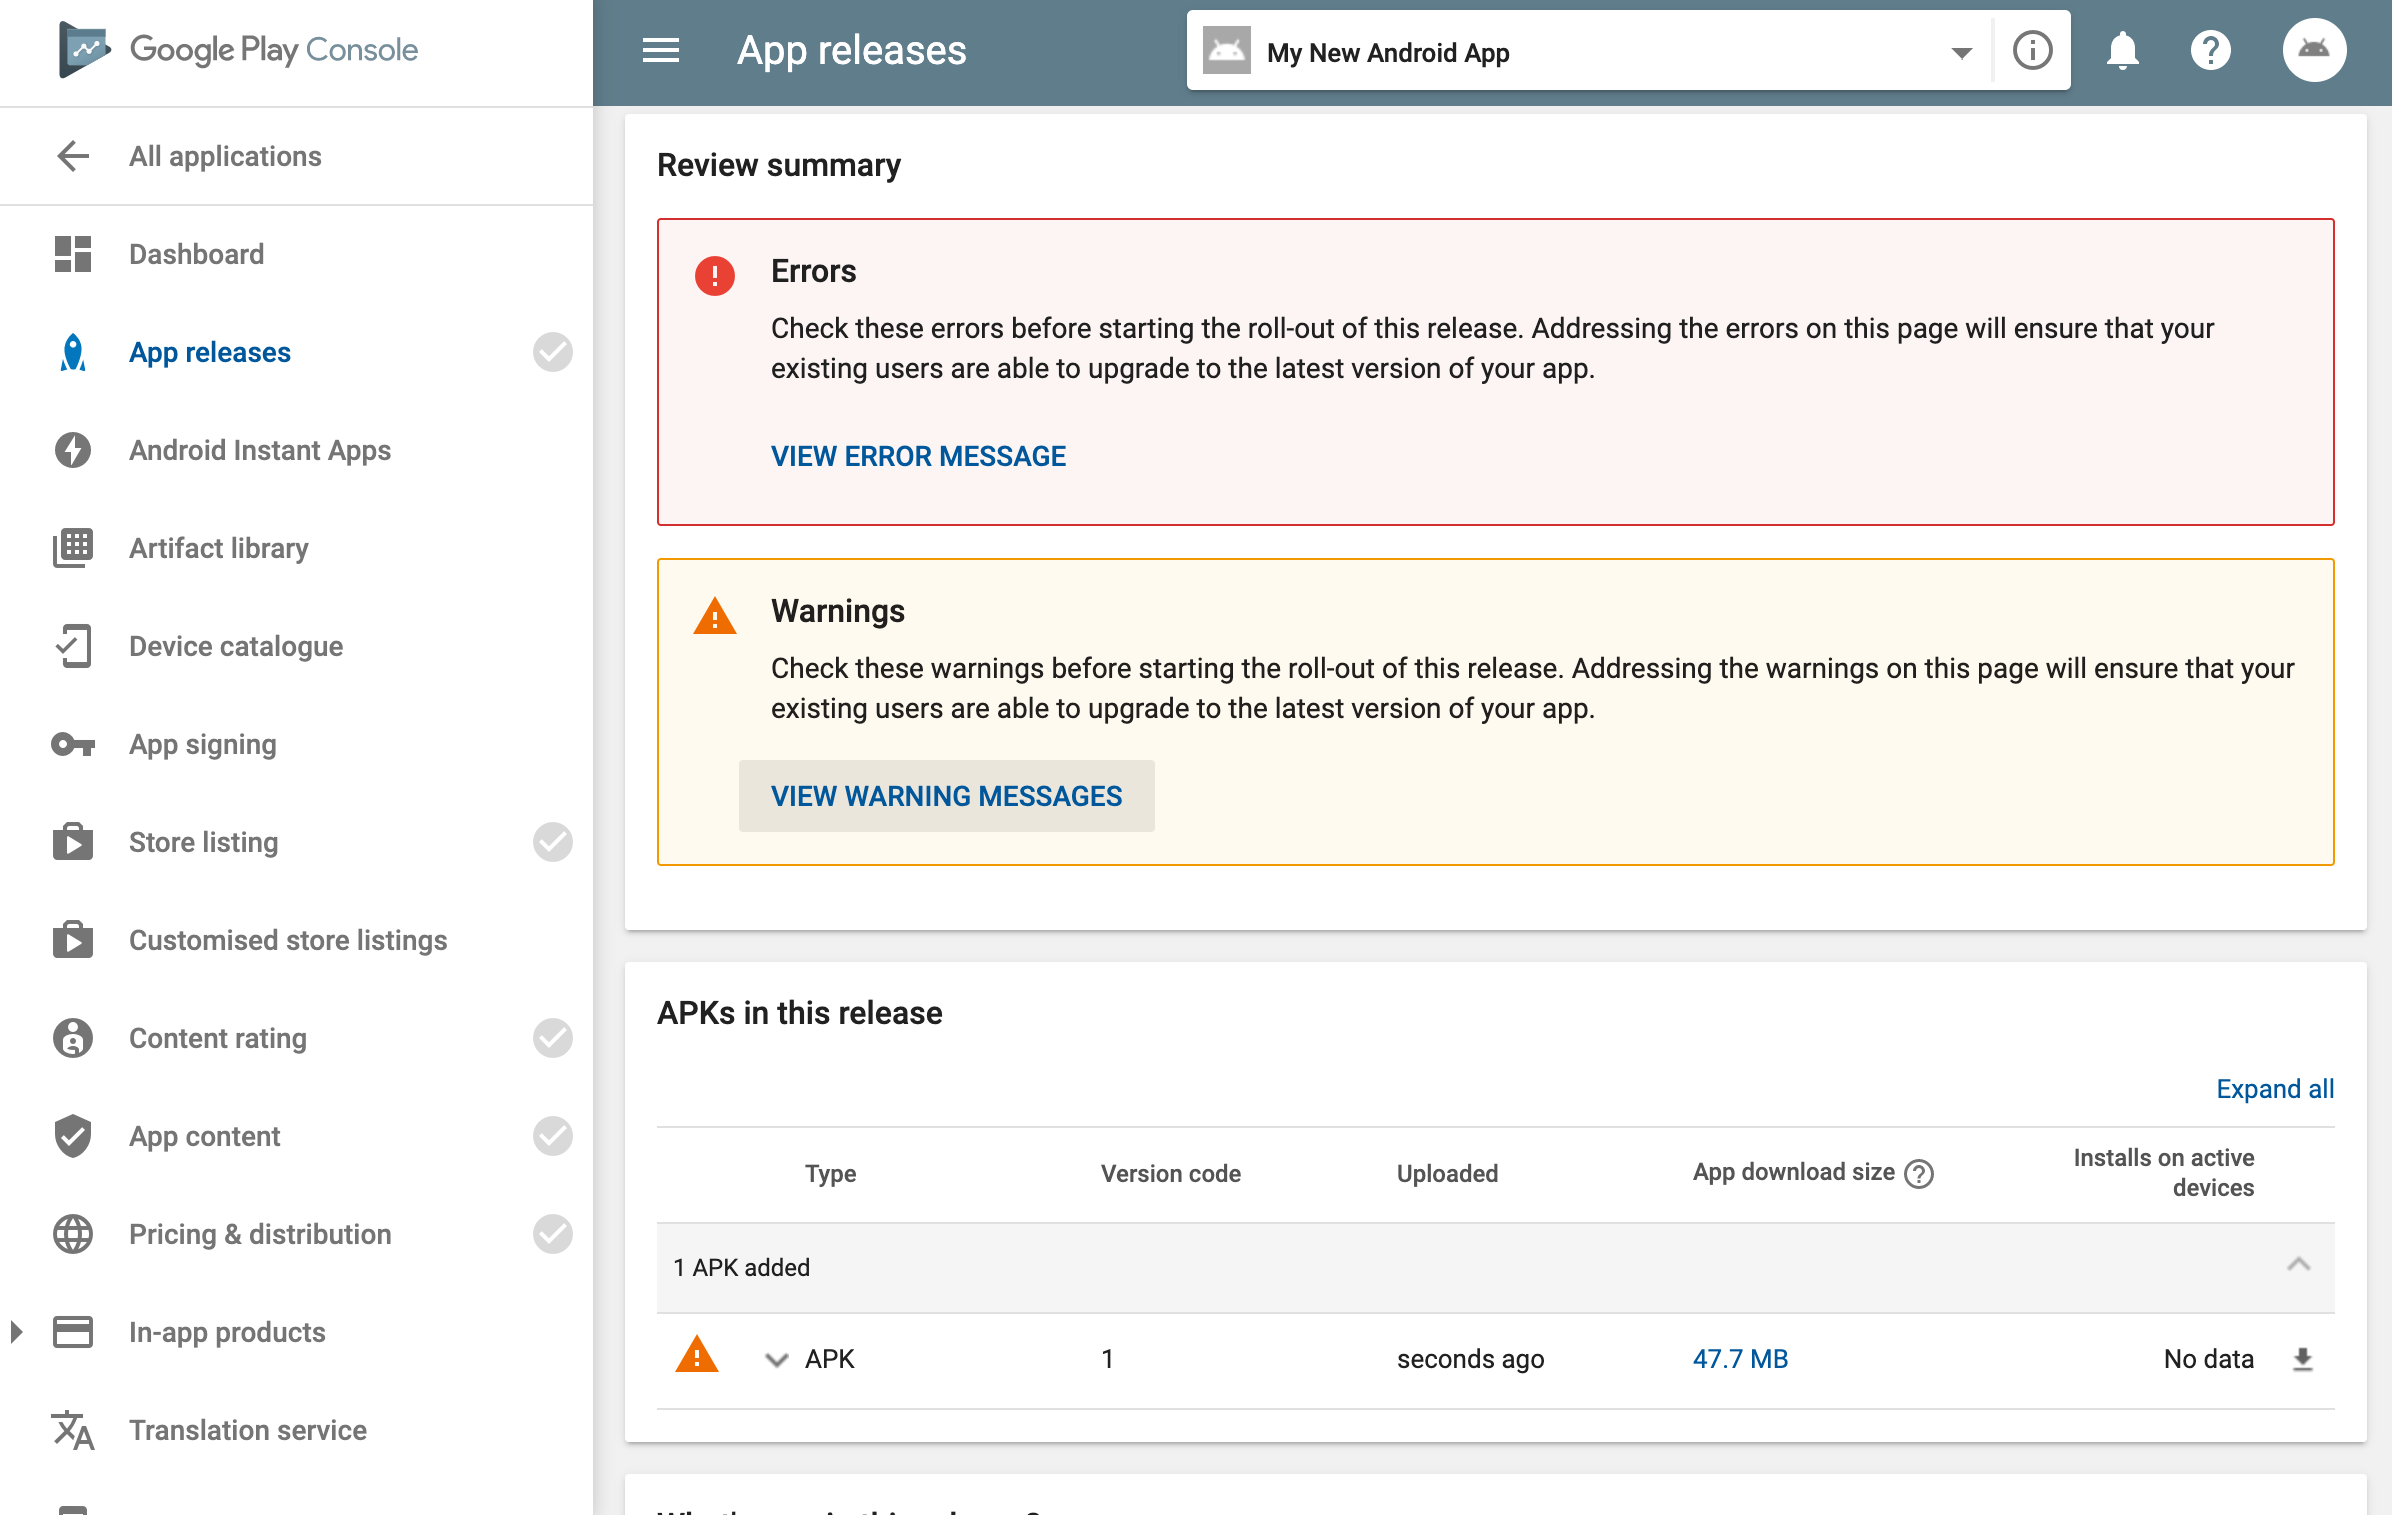 Google Play Console
All applications
Dashboard
App releases
Android Instant Apps
Artifact library
Device catalogue
App signing
Store listing
Customised store listings
Content rating
App content
Pricing & distribution
In-app products
Translation service
App releases
My New Android App
Review summary
Errors
Check these errors before starting the roll-out of this release. Addressing the errors on this page will ensure that your
existing users are able to upgrade to the latest version of your app.
VIEW ERROR MESSAGE
Warnings
Check these warnings before starting the roll-out of this release. Addressing the warnings on this page will ensure that your
existing users are able to upgrade to the latest version of your app.
VIEW WARNING MESSAGES
APKs in this release
Expand all
Type Version code Uploaded App download size Installs on active
devices
1 APK added
APK 1 seconds ago 47.7 MB No data